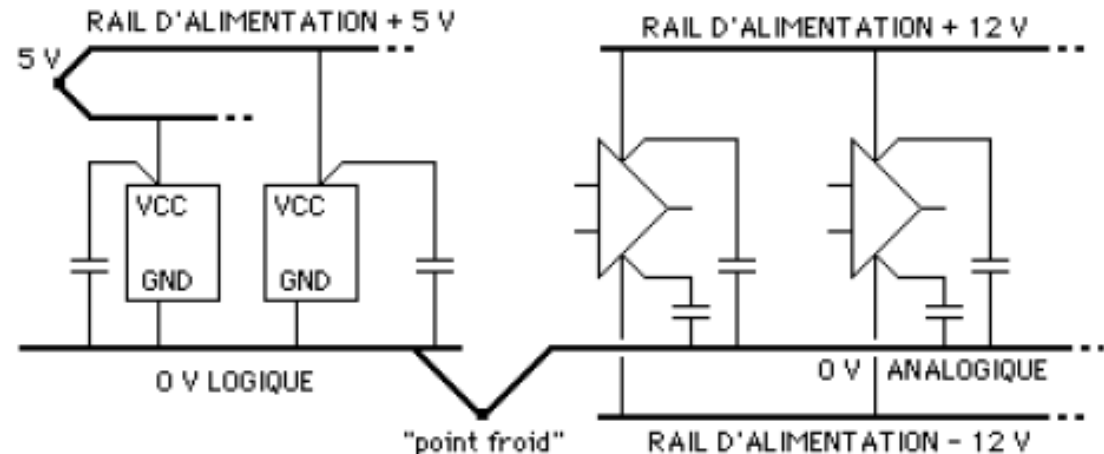 RAIL D'ALIMENTATION + 5 V
RAIL D'ALIMENTATION + 12 V
5 V
VCC
VCC
GND
GND
0 V LOGIQUE
0 V ANALOGIQUE
"point froid"
RAIL D'ALIMENTATION - 12 V